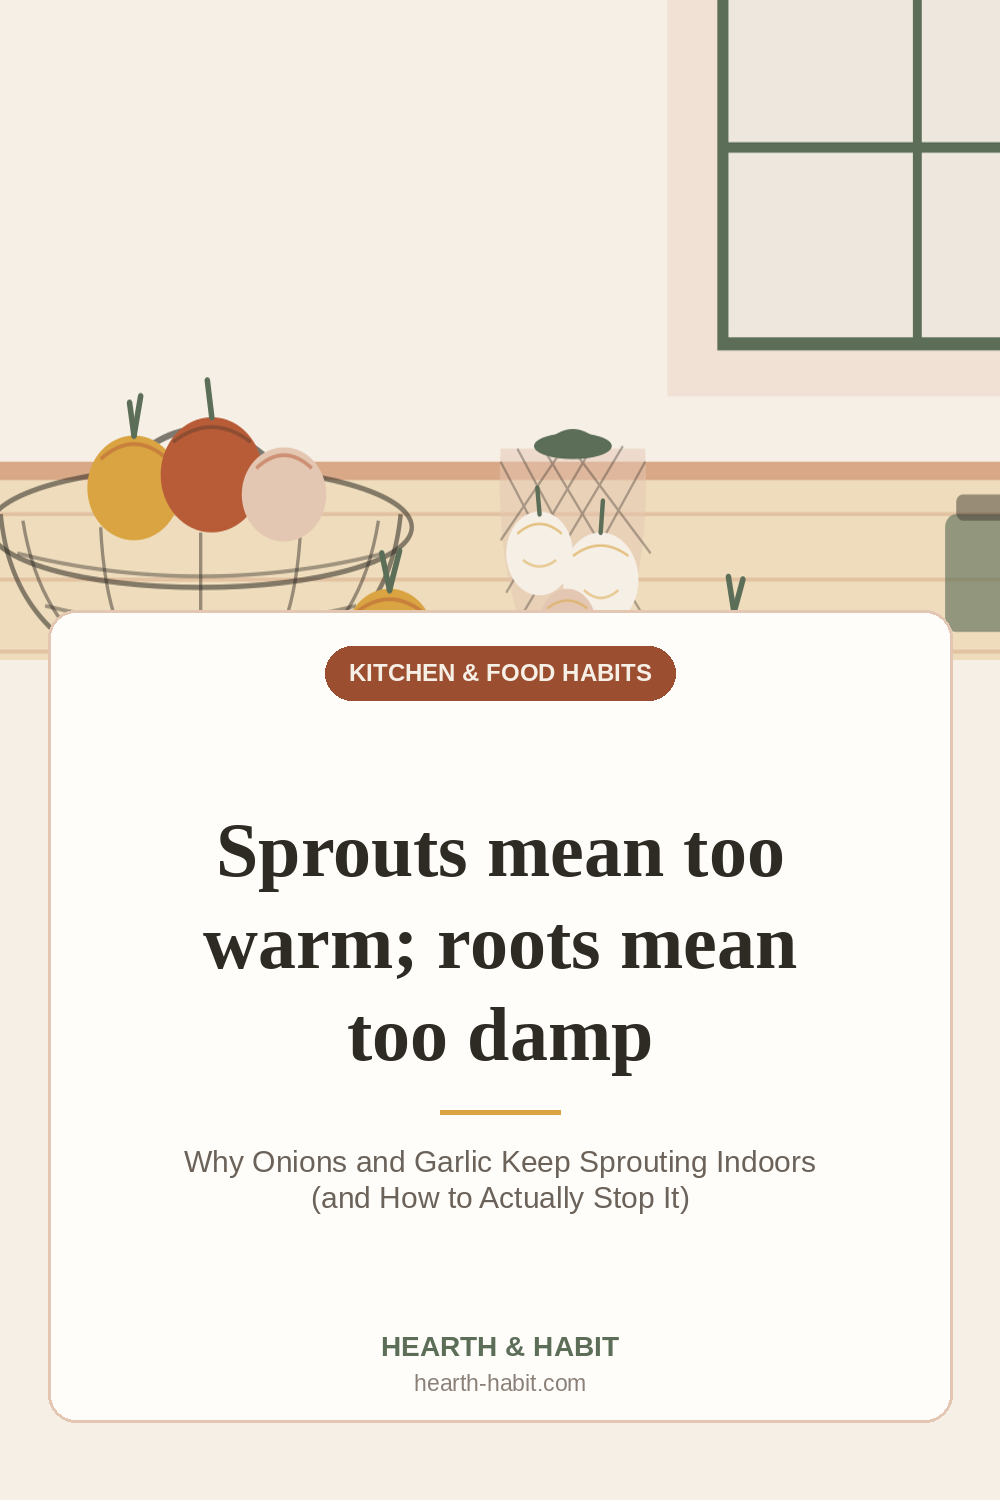 KITCHEN & FOOD HABITS
Sprouts mean too
warm; roots mean
too damp
Why Onions and Garlic Keep Sprouting Indoors
(and How to Actually Stop It)
HEARTH & HABIT
hearth-habit.com